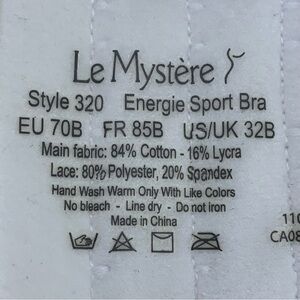 Le Mystère
Style 320 Energie Sport Bra
EU 70B FR 85B US/UK 32B
Main fabric: 84% Cotton - 16% Lycra
Lace: 80% Polyester, 20% Spandex
Hand Wash Warm Only With Like Colors
No bleach - Line dry - Do not iron
Made in China
110
CA08